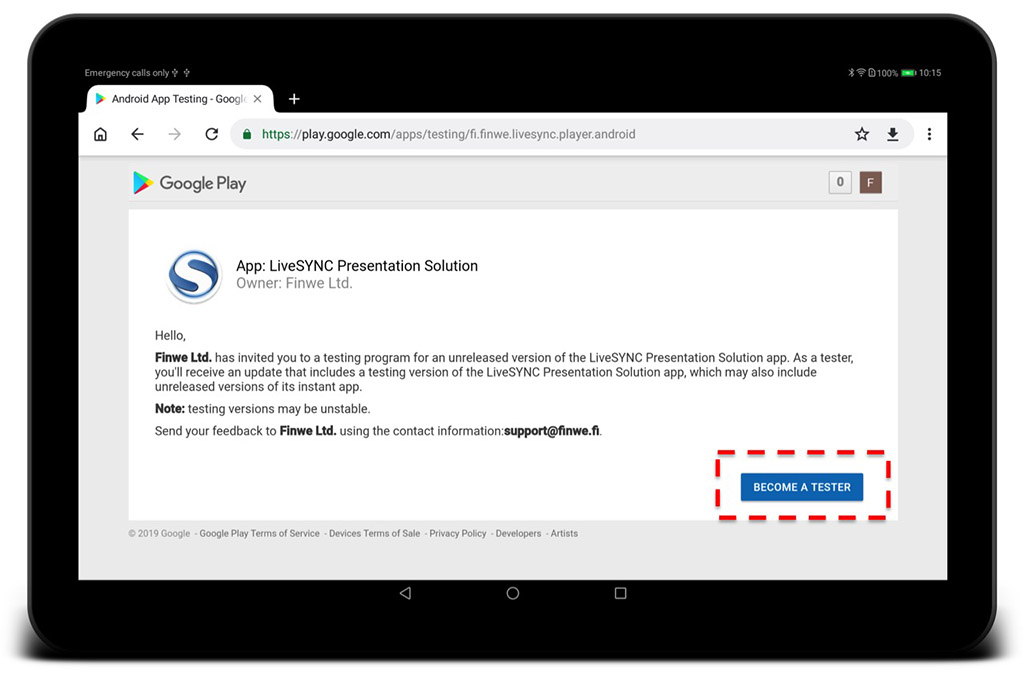 Emergency calls only
100% 10:15
Android App Testing - Google
https://play.google.com/apps/testing/fi.finwe.livesync.player.android
Google Play
0 F
App: LiveSYNC Presentation Solution
Owner: Finwe Ltd.
Hello,
Finwe Ltd. has invited you to a testing program for an unreleased version of the LiveSYNC Presentation Solution app. As a tester,
you'll receive an update that includes a testing version of the LiveSYNC Presentation Solution app, which may also include
unreleased versions of its instant app.
Note: testing versions may be unstable.
Send your feedback to Finwe Ltd. using the contact information:support@finwe.fi.
BECOME A TESTER
© 2019 Google - Google Play Terms of Service - Devices Terms of Sale - Privacy Policy - Developers - Artists